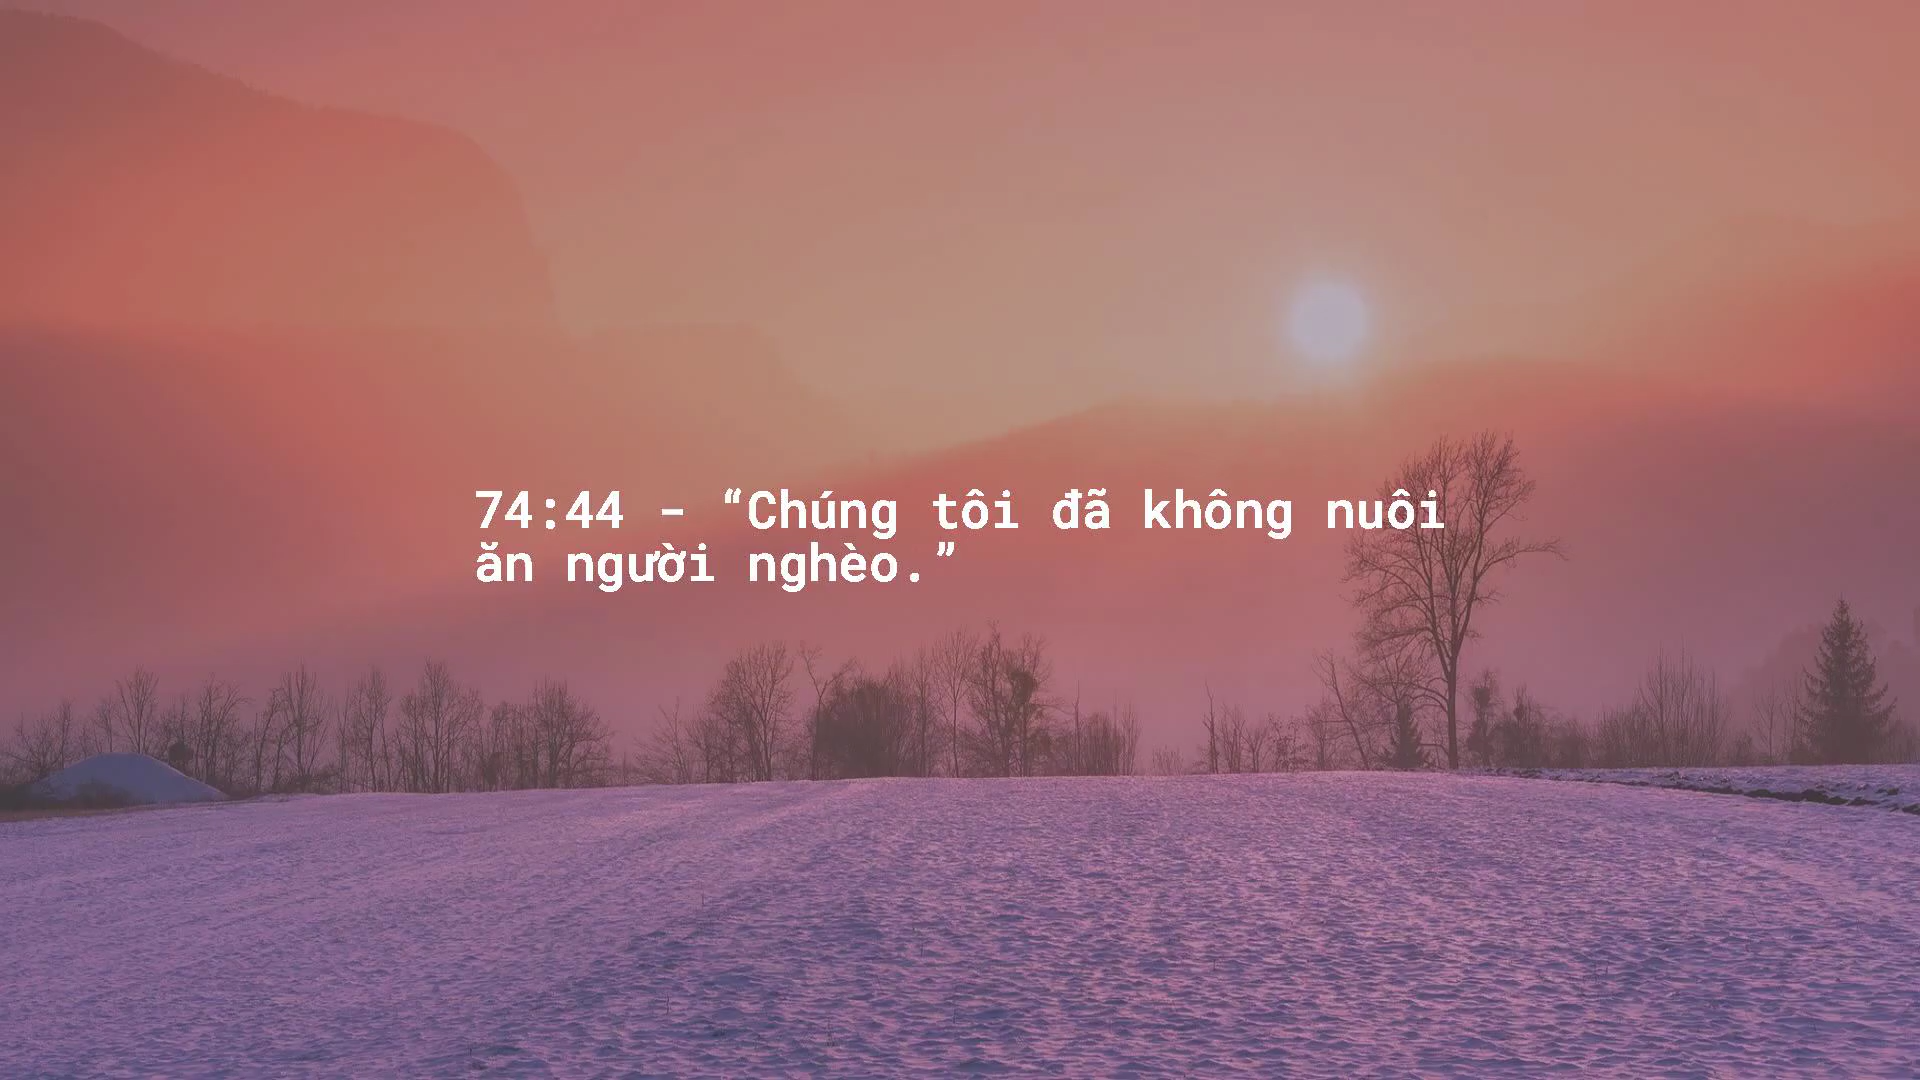 74:44 - “Chúng tôi đã không nuôi
ăn người nghèo.”